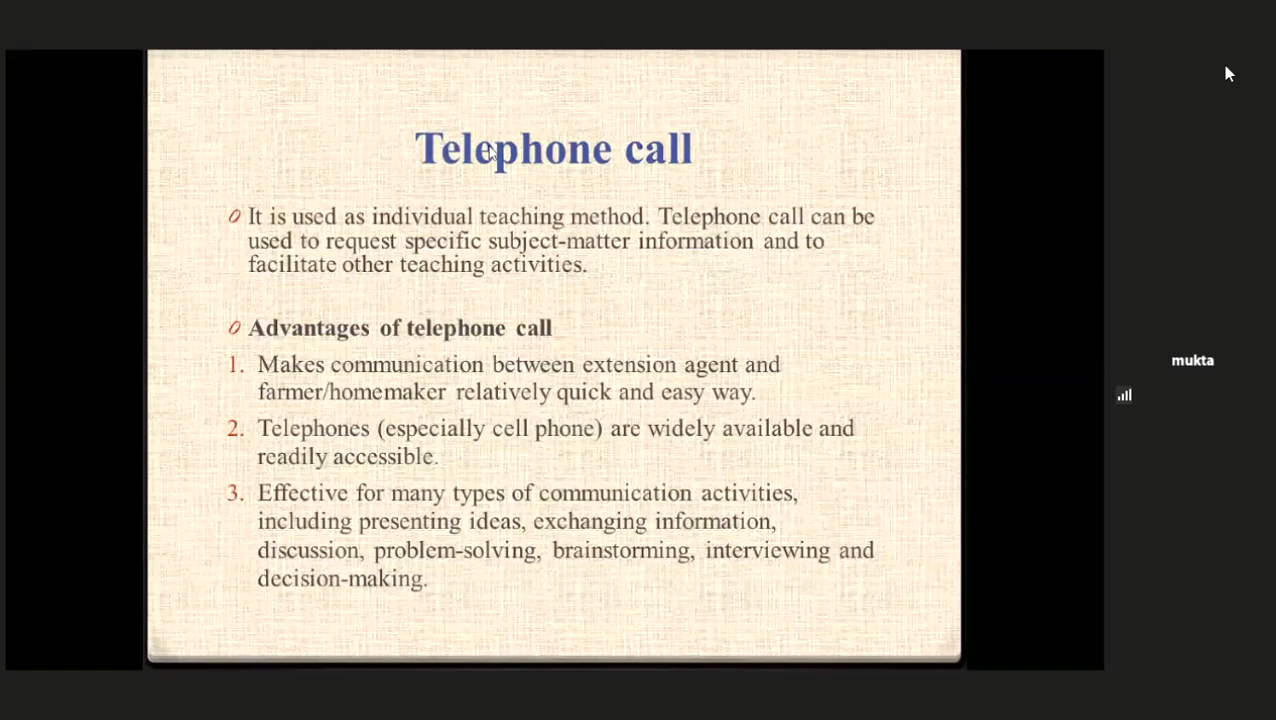 Telephone call
It is used as individual teaching method. Telephone call can be
used to request specific subject-matter information and to
facilitate other teaching activities.
Advantages of telephone call
1. Makes communication between extension agent and
farmer/homemaker relatively quick and easy way.
2. Telephones (especially cell phone) are widely available and
readily accessible.
3. Effective for many types of communication activities,
including presenting ideas, exchanging information,
discussion, problem-solving, brainstorming, interviewing and
decision-making.
mukta